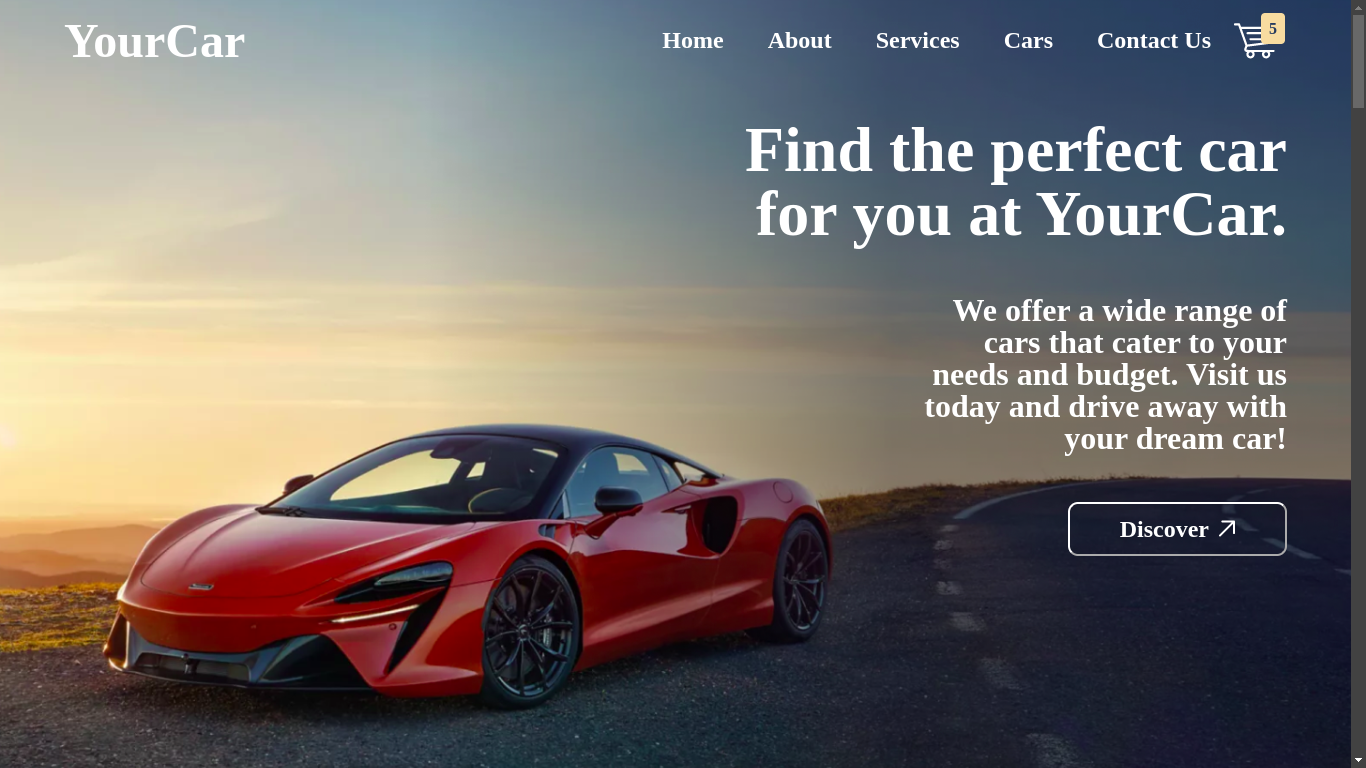 YourCar
Home About Services Cars Contact Us 5
Find the perfect car
for you at YourCar.
We offer a wide range of
cars that cater to your
needs and budget. Visit us
today and drive away with
your dream car!
Discover